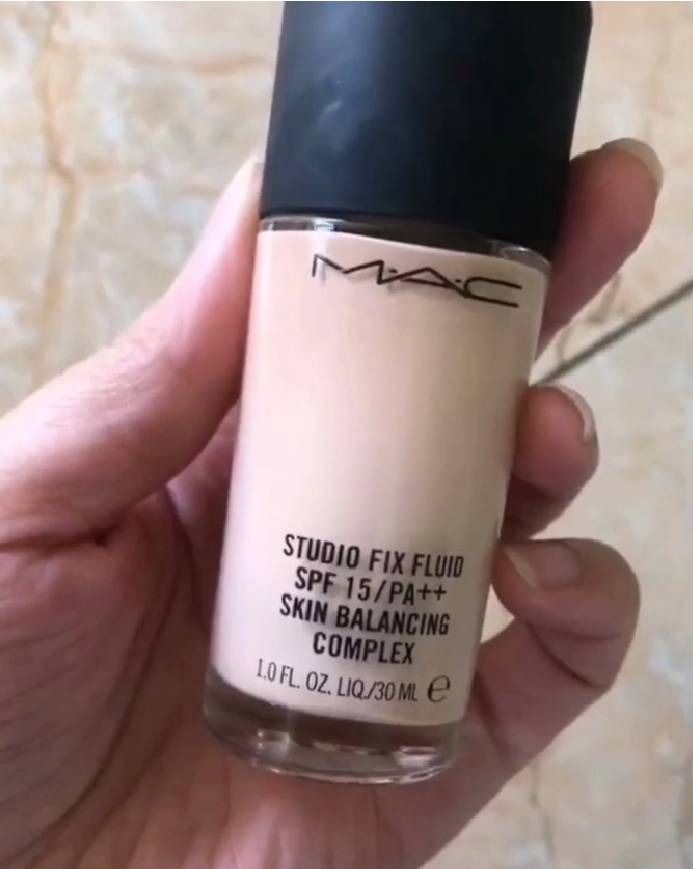 M·A·C
STUDIO FIX FLUID
SPF 15/PA++
SKIN BALANCING
COMPLEX
1.0 FL. OZ. LIQ./30 ML ℮